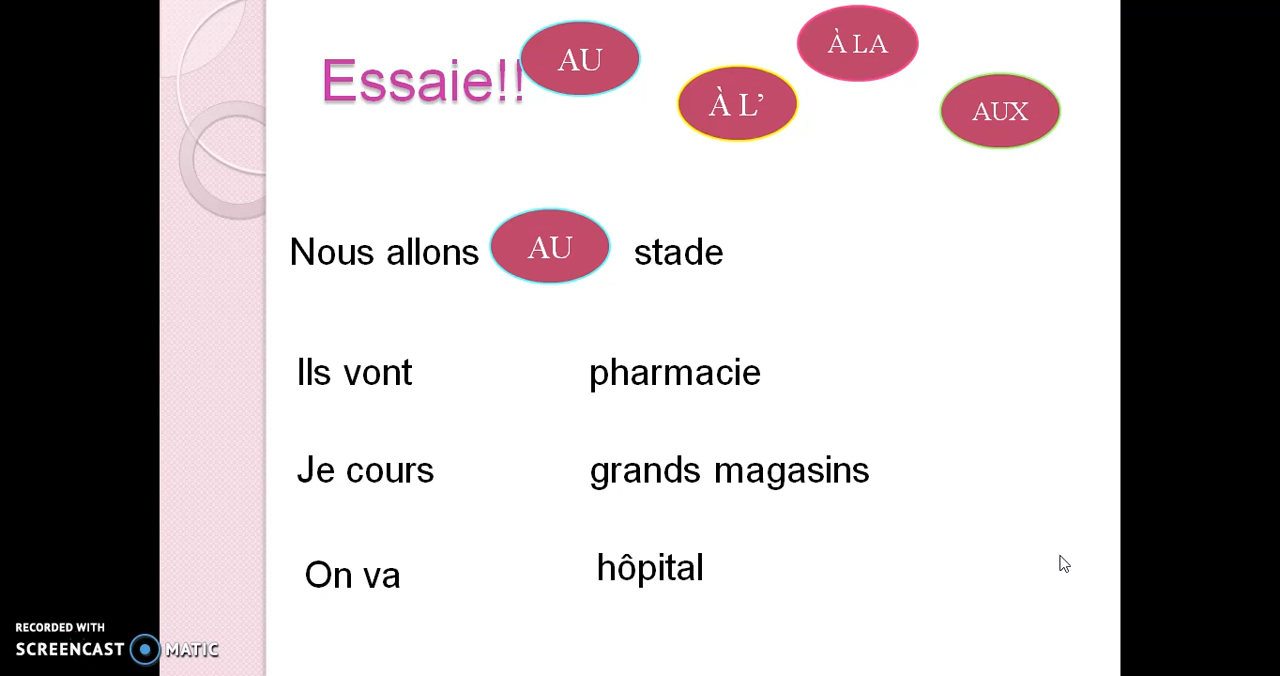 Essaie!!
AU
À L’
À LA
AUX
Nous allons AU stade
Ils vont pharmacie
Je cours grands magasins
On va hôpital
RECORDED WITH
SCREENCAST MATIC